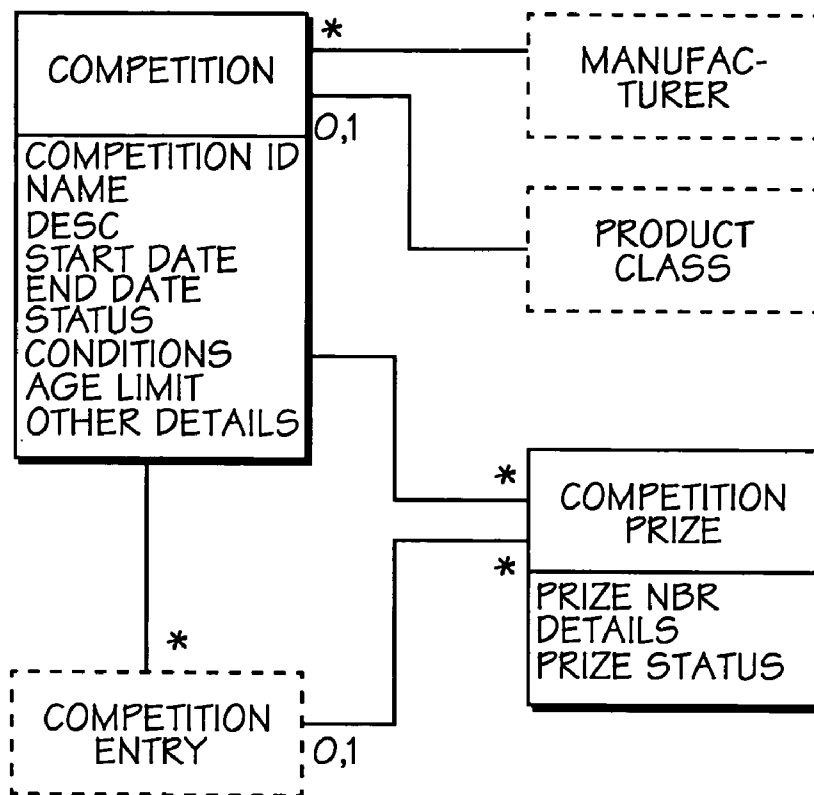 COMPETITION
COMPETITION ID
NAME
DESC
START DATE
END DATE
STATUS
CONDITIONS
AGE LIMIT
OTHER DETAILS
*
MANUFAC-
TURER
0,1
PRODUCT
CLASS
*
COMPETITION
PRIZE
*
PRIZE NBR
DETAILS
PRIZE STATUS
*
COMPETITION
ENTRY
0,1